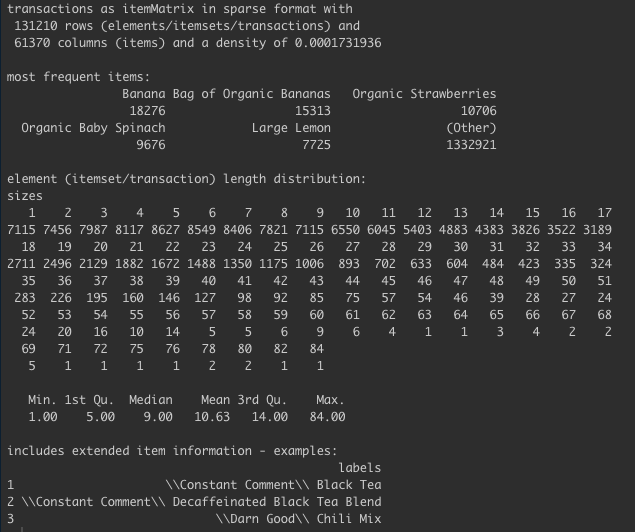 transactions as itemMatrix in sparse format with
131210 rows (elements/itemsets/transactions) and
61370 columns (items) and a density of 0.0001731936
most frequent items:
Banana Bag of Organic Bananas Organic Strawberries
18276 15313 10706
Organic Baby Spinach Large Lemon (Other)
9676 7725 1332921
element (itemset/transaction) length distribution:
sizes
1 2 3 4 5 6 7 8 9 10 11 12 13 14 15 16 17
7115 7456 7987 8117 8627 8549 8406 7821 7115 6550 6045 5403 4883 4383 3826 3522 3189
18 19 20 21 22 23 24 25 26 27 28 29 30 31 32 33 34
2711 2496 2129 1882 1672 1488 1350 1175 1006 893 702 633 604 484 423 335 324
35 36 37 38 39 40 41 42 43 44 45 46 47 48 49 50 51
283 226 195 160 146 127 98 92 85 75 57 54 46 39 28 27 24
52 53 54 55 56 57 58 59 60 61 62 63 64 65 66 67 68
24 20 16 10 14 5 5 6 9 6 4 1 1 3 4 2 2
69 71 72 75 76 78 80 82 84
5 1 1 1 1 2 2 1 1
Min. 1st Qu. Median Mean 3rd Qu. Max.
1.00 5.00 9.00 10.63 14.00 84.00
includes extended item information - examples:
labels
1 \\Constant Comment\\ Black Tea
2 \\Constant Comment\\ Decaffeinated Black Tea Blend
3 \\Darn Good\\ Chili Mix